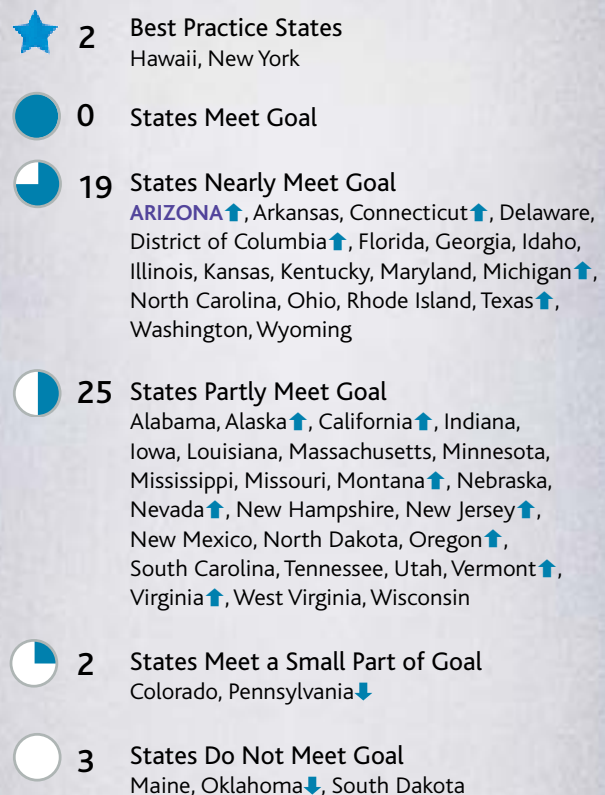 2 Best Practice States
Hawaii, New York
0 States Meet Goal
19 States Nearly Meet Goal
ARIZONA⬆, Arkansas, Connecticut⬆, Delaware,
District of Columbia⬆, Florida, Georgia, Idaho,
Illinois, Kansas, Kentucky, Maryland, Michigan⬆,
North Carolina, Ohio, Rhode Island, Texas⬆,
Washington, Wyoming
25 States Partly Meet Goal
Alabama, Alaska⬆, California⬆, Indiana,
Iowa, Louisiana, Massachusetts, Minnesota,
Mississippi, Missouri, Montana⬆, Nebraska,
Nevada⬆, New Hampshire, New Jersey⬆,
New Mexico, North Dakota, Oregon⬆,
South Carolina, Tennessee, Utah, Vermont⬆,
Virginia⬆, West Virginia, Wisconsin
2 States Meet a Small Part of Goal
Colorado, Pennsylvania⬇
3 States Do Not Meet Goal
Maine, Oklahoma⬇, South Dakota